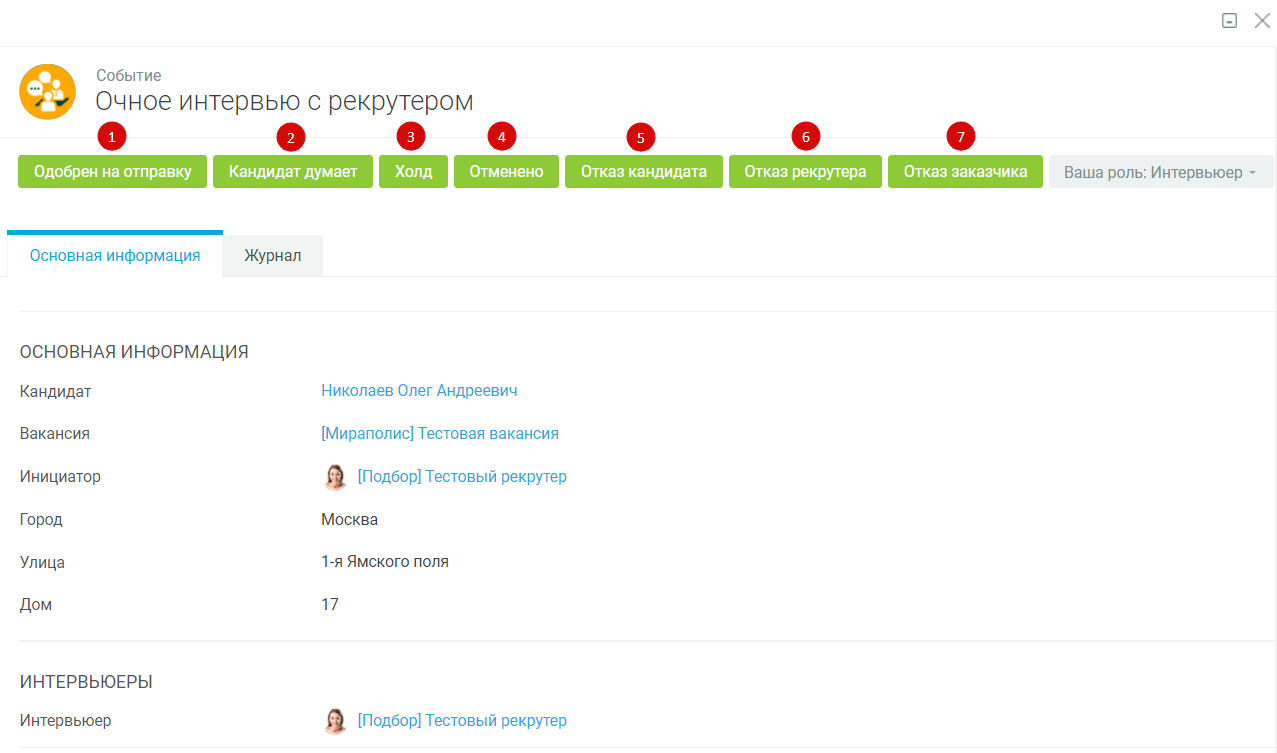 Событие
Очное интервью с рекрутером
1 2 3 4 5 6 7
Одобрен на отправку Кандидат думает Холд Отменено Отказ кандидата Отказ рекрутера Отказ заказчика Ваша роль: Интервьюер
Основная информация Журнал
ОСНОВНАЯ ИНФОРМАЦИЯ
Кандидат Николаев Олег Андреевич
Вакансия [Мираполис] Тестовая вакансия
Инициатор [Подбор] Тестовый рекрутер
Город Москва
Улица 1-я Ямского поля
Дом 17
ИНТЕРВЬЮЕРЫ
Интервьюер [Подбор] Тестовый рекрутер